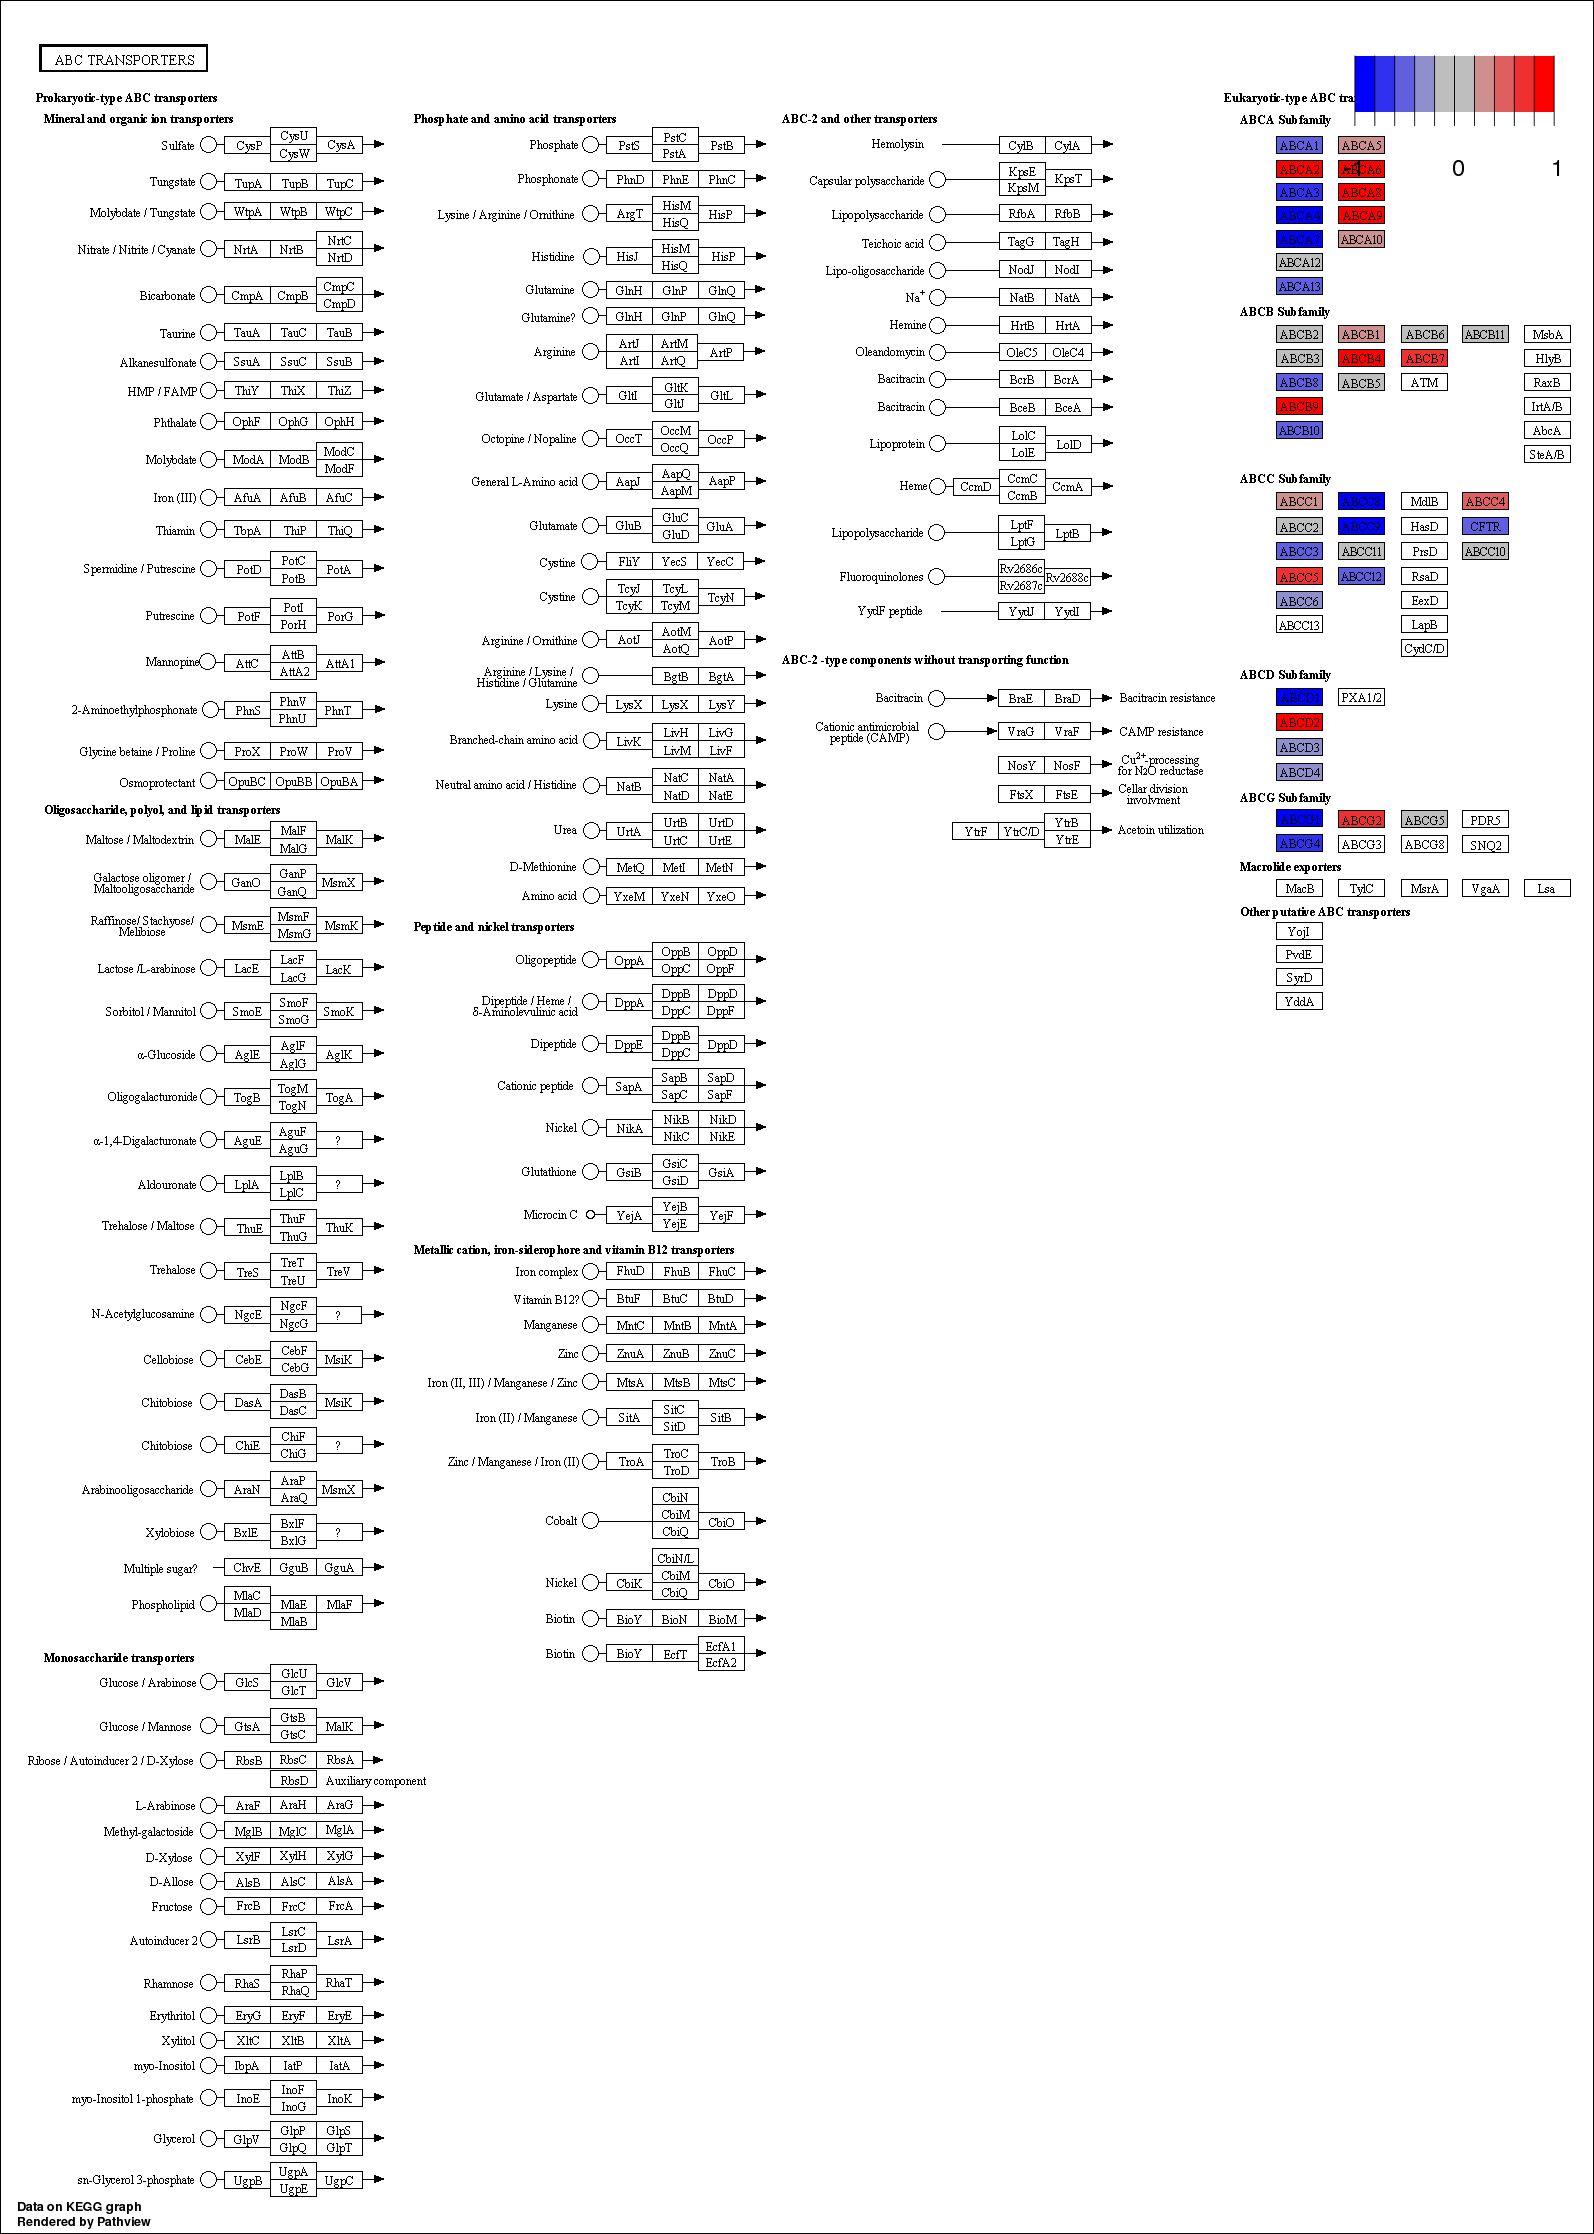 ABC TRANSPORTERS
Prokaryotic-type ABC transporters
Mineral and organic ion transporters
Sulfate CysP CysU CysW CysA
Tungstate TupA TupB TupC
Molybdate / Tungstate WtpA WtpB WtpC
Nitrate / Nitrite / Cyanate NrtA NrtB NrtC NrtD
Bicarbonate CmpA CmpB CmpC CmpD
Taurine TauA TauC TauB
Alkanesulfonate SsuA SsuC SsuB
HMP / FAMP ThiY ThiX ThiZ
Phthalate OphF OphG OphH
Molybdate ModA ModB ModC ModF
Iron (III) AfuA AfuB AfuC
Thiamin TbpA ThiP ThiQ
Spermidine / Putrescine PotD PotC PotB PotA
Putrescine PotF PotI PorH PorG
Mannopine AttC AttB AttA2 AttA1
2-Aminoethylphosphonate PhnS PhnV PhnU PhnT
Glycine betaine / Proline ProX ProW ProV
Osmoprotectant OpuBC OpuBB OpuBA
Oligosaccharide, polyol, and lipid transporters
Maltose / Maltodextrin MalE MalF MalG MalK
Galactose oligomer /
Maltooligosaccharide GanO GanP GanQ MsmX
Raffinose/ Stachyose/
Melibiose MsmE MsmF MsmG MsmK
Lactose /L-arabinose LacE LacF LacG LacK
Sorbitol / Mannitol SmoE SmoF SmoG SmoK
α-Glucoside AglE AglF AglG AglK
Oligogalacturonide TogB TogM TogN TogA
α-1,4-Digalacturonate AguE AguF AguG ?
Aldouronate LplA LplB LplC ?
Trehalose / Maltose ThuE ThuF ThuG ThuK
Trehalose TreS TreT TreU TreV
N-Acetylglucosamine NgcE NgcF NgcG ?
Cellobiose CebE CebF CebG MsiK
Chitobiose DasA DasB DasC MsiK
Chitobiose ChiE ChiF ChiG ?
Arabinooligosaccharide AraN AraP AraQ MsmX
Xylobiose BxlE BxlF BxlG ?
Multiple sugar? ChvE GguB GguA
Phospholipid MlaC MlaD MlaE MlaB MlaF
Monosaccharide transporters
Glucose / Arabinose GlcS GlcU GlcT GlcV
Glucose / Mannose GtsA GtsB GtsC MalK
Ribose / Autoinducer 2 / D-Xylose RbsB RbsC RbsA
RbsD Auxiliary component
L-Arabinose AraF AraH AraG
Methyl-galactoside MglB MglC MglA
D-Xylose XylF XylH XylG
D-Allose AlsB AlsC AlsA
Fructose FrcB FrcC FrcA
Autoinducer 2 LsrB LsrC LsrD LsrA
Rhamnose RhaS RhaP RhaQ RhaT
Erythritol EryG EryF EryE
Xylitol XltC XltB XltA
myo-Inositol IbpA IatP IatA
myo-Inositol 1-phosphate InoE InoF InoG InoK
Glycerol GlpV GlpP GlpQ GlpS GlpT
sn-Glycerol 3-phosphate UgpB UgpA UgpE UgpC
Data on KEGG graph
Rendered by Pathview
Phosphate and amino acid transporters
Phosphate PstS PstC PstA PstB
Phosphonate PhnD PhnE PhnC
Lysine / Arginine / Ornithine ArgT HisM HisQ HisP
Histidine HisJ HisM HisQ HisP
Glutamine GlnH GlnP GlnQ
Glutamine? GlnH GlnP GlnQ
Arginine ArtJ ArtI ArtM ArtQ ArtP
Glutamate / Aspartate GltI GltK GltJ GltL
Octopine / Nopaline OccT OccM OccQ OccP
General L-Amino acid AapJ AapQ AapM AapP
Glutamate GluB GluC GluD GluA
Cystine FliY YecS YecC
Cystine TcyJ TcyK TcyL TcyM TcyN
Arginine / Ornithine AotJ AotM AotQ AotP
Arginine / Lysine /
Histidine / Glutamine BgtB BgtA
Lysine LysX LysX LysY
Branched-chain amino acid LivK LivH LivM LivG LivF
Neutral amino acid / Histidine NatB NatC NatD NatA NatE
Urea UrtA UrtB UrtC UrtD UrtE
D-Methionine MetQ MetI MetN
Amino acid YxeM YxeN YxeO
Peptide and nickel transporters
Oligopeptide OppA OppB OppC OppD OppF
Dipeptide / Heme /
δ-Aminolevulinic acid DppA DppB DppC DppD DppF
Dipeptide DppE DppB DppC DppD
Cationic peptide SapA SapB SapC SapD SapF
Nickel NikA NikB NikC NikD NikE
Glutathione GsiB GsiC GsiD GsiA
Microcin C YejA YejB YejE YejF
Metallic cation, iron-siderophore and vitamin B12 transporters
Iron complex FhuD FhuB FhuC
Vitamin B12? BtuF BtuC BtuD
Manganese MntC MntB MntA
Zinc ZnuA ZnuB ZnuC
Iron (II, III) / Manganese / Zinc MtsA MtsB MtsC
Iron (II) / Manganese SitA SitC SitD SitB
Zinc / Manganese / Iron (II) TroA TroC TroD TroB
Cobalt CbiN CbiM CbiQ CbiO
Nickel CbiK CbiN/L CbiM CbiQ CbiO
Biotin BioY BioN BioM
Biotin BioY EcfT EcfA1 EcfA2
ABC-2 and other transporters
Hemolysin CylB CylA
Capsular polysaccharide KpsE KpsM KpsT
Lipopolysaccharide RfbA RfbB
Teichoic acid TagG TagH
Lipo-oligosaccharide NodJ NodI
Na+ NatB NatA
Hemine HrtB HrtA
Oleandomycin OleC5 OleC4
Bacitracin BcrB BcrA
Bacitracin BceB BceA
Lipoprotein LolC LolE LolD
Heme CcmD CcmC CcmB CcmA
Lipopolysaccharide LptF LptG LptB
Fluoroquinolones Rv2686c Rv2687c Rv2688c
YydF peptide YydJ YydI
ABC-2 -type components without transporting function
Bacitracin BraE BraD Bacitracin resistance
Cationic antimicrobial
peptide (CAMP) VraG VraF CAMP resistance
NosY NosF Cu2+-processing
for N2O reductase
FtsX FtsE Cellar division
involvment
YtrF YtrC/D YtrB YtrE Acetoin utilization
Eukaryotic-type ABC tra
-1 0 1
ABCA Subfamily
ABCA1 ABCA5
ABCA2 ABCA6
ABCA3 ABCA8
ABCA4 ABCA9
ABCA7 ABCA10
ABCA12
ABCA13
ABCB Subfamily
ABCB2 ABCB1 ABCB6 ABCB11 MsbA
ABCB3 ABCB4 ABCB7 HlyB
ABCB8 ABCB5 ATM RaxB
ABCB9 IrtA/B
ABCB10 AbcA
SteA/B
ABCC Subfamily
ABCC1 MdlB ABCC4
ABCC2 HasD CFTR
ABCC3 ABCC11 PrsD ABCC10
ABCC5 ABCC12 RsaD
ABCC6 EexD
ABCC13 LapB
CydC/D
ABCD Subfamily
ABCD1 PXA1/2
ABCD2
ABCD3
ABCD4
ABCG Subfamily
ABCG1 ABCG2 ABCG5 PDR5
ABCG4 ABCG3 ABCG8 SNQ2
Macrolide exporters
MacB TylC MsrA VgaA Lsa
Other putative ABC transporters
YojI
PvdE
SyrD
YddA